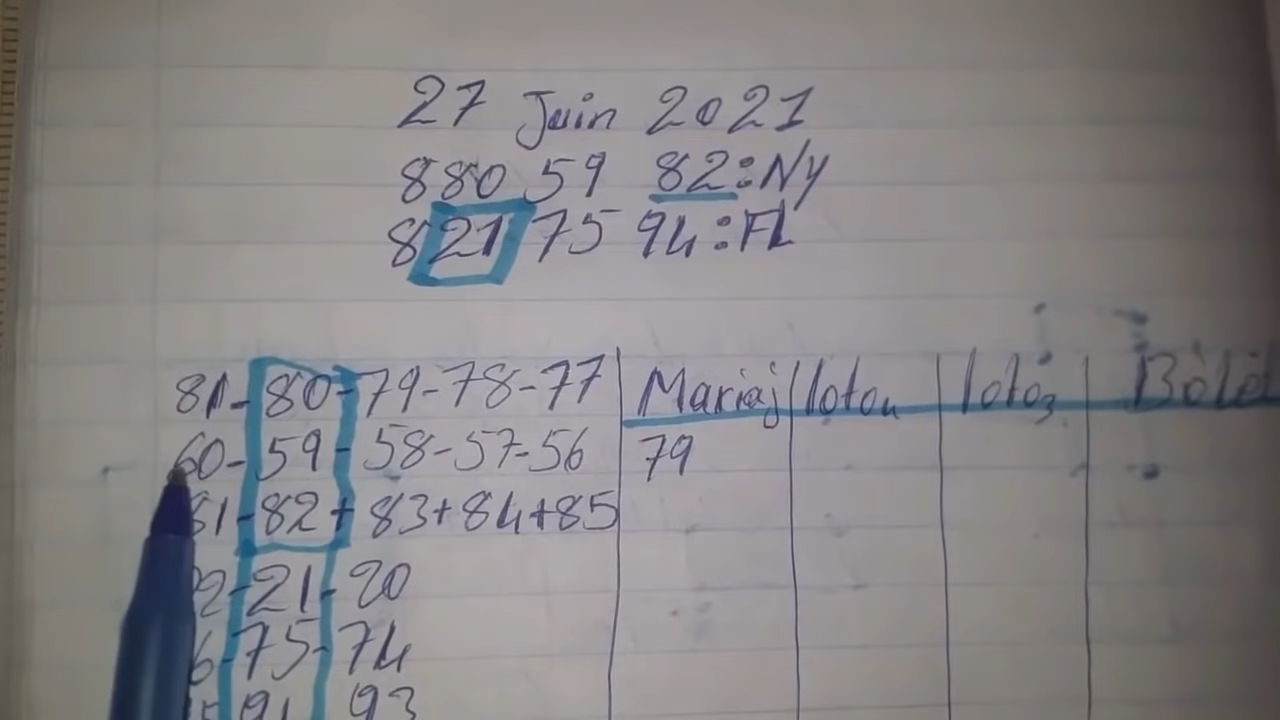 27 Juin 2021
880 59 82:Ny
821 75 94:FL
81-80-79-78-77 Mariaj loto4 loto3
60-59-58-57-56 79
81-82+83+84+85
21-20
75-74
93